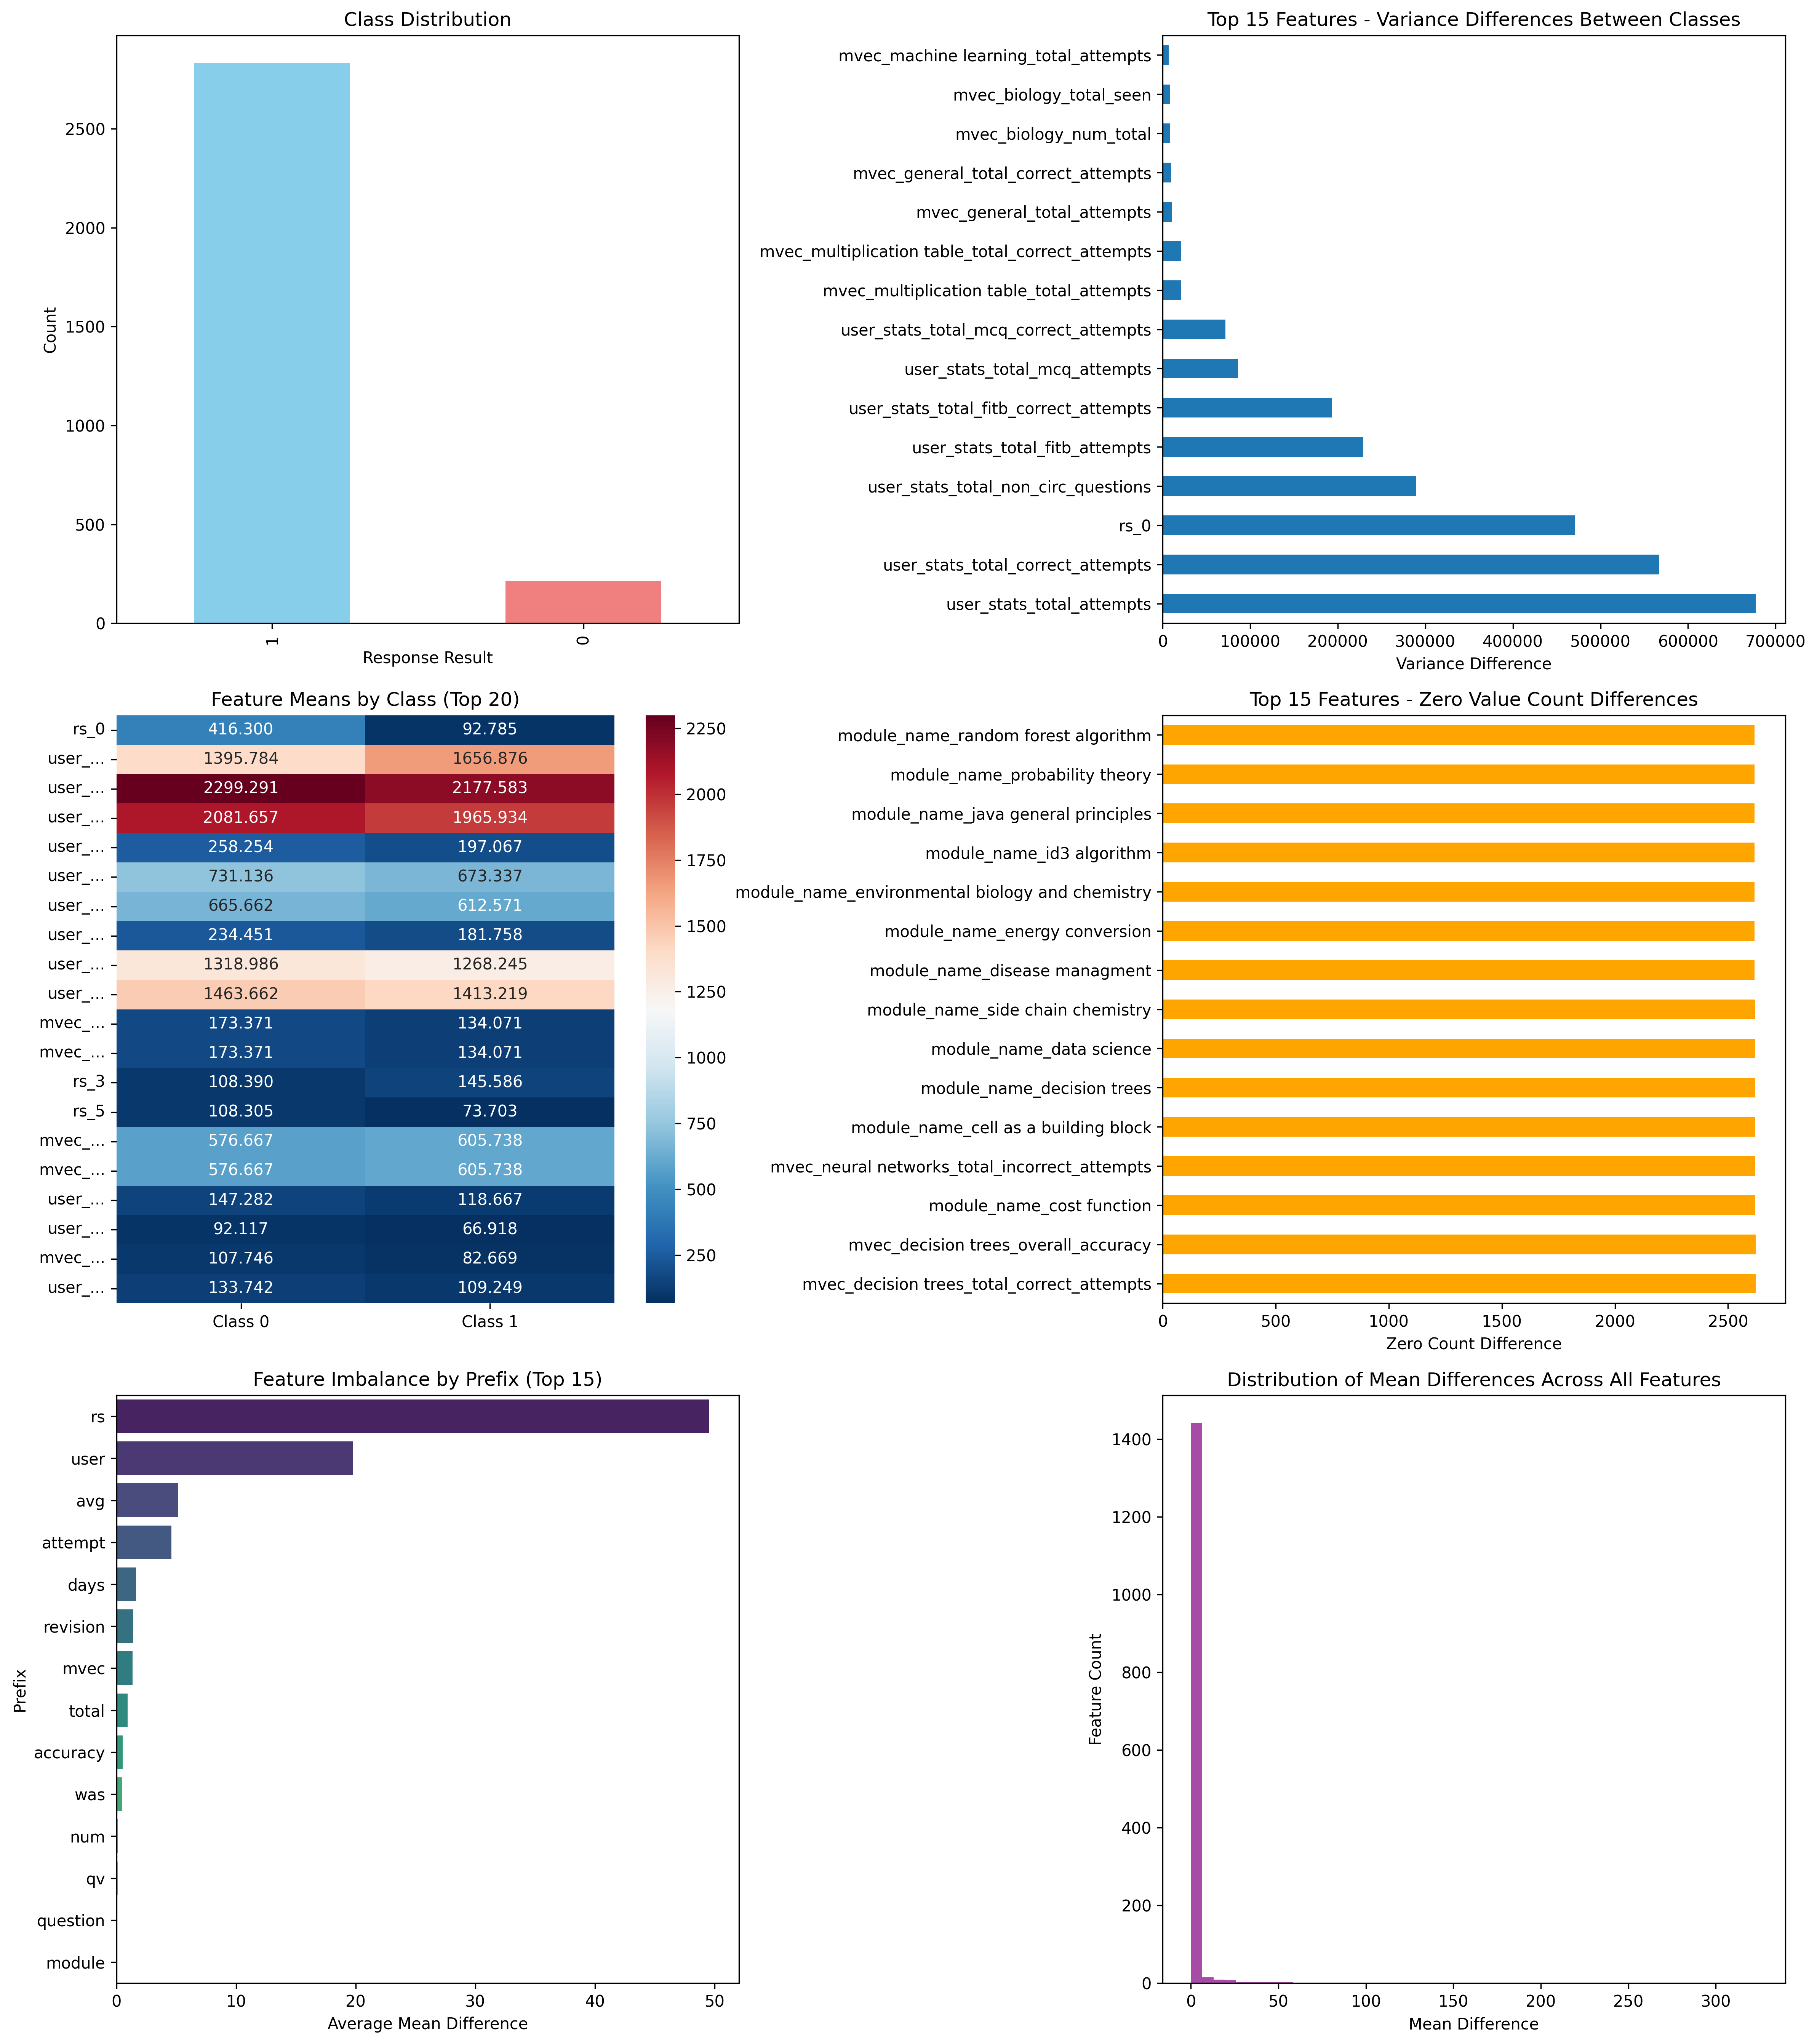 Class Distribution
Count
2500
2000
1500
1000
500
0
1
0
Response Result
Top 15 Features - Variance Differences Between Classes
mvec_machine learning_total_attempts
mvec_biology_total_seen
mvec_biology_num_total
mvec_general_total_correct_attempts
mvec_general_total_attempts
mvec_multiplication table_total_correct_attempts
mvec_multiplication table_total_attempts
user_stats_total_mcq_correct_attempts
user_stats_total_mcq_attempts
user_stats_total_fitb_correct_attempts
user_stats_total_fitb_attempts
user_stats_total_non_circ_questions
rs_0
user_stats_total_correct_attempts
user_stats_total_attempts
0 100000 200000 300000 400000 500000 600000 700000
Variance Difference
Feature Means by Class (Top 20)
rs_0 416.300 92.785
user_... 1395.784 1656.876
user_... 2299.291 2177.583
user_... 2081.657 1965.934
user_... 258.254 197.067
user_... 731.136 673.337
user_... 665.662 612.571
user_... 234.451 181.758
user_... 1318.986 1268.245
user_... 1463.662 1413.219
mvec_... 173.371 134.071
mvec_... 173.371 134.071
rs_3 108.390 145.586
rs_5 108.305 73.703
mvec_... 576.667 605.738
mvec_... 576.667 605.738
user_... 147.282 118.667
user_... 92.117 66.918
mvec_... 107.746 82.669
user_... 133.742 109.249
Class 0 Class 1
2250
2000
1750
1500
1250
1000
750
500
250
Top 15 Features - Zero Value Count Differences
module_name_random forest algorithm
module_name_probability theory
module_name_java general principles
module_name_id3 algorithm
module_name_environmental biology and chemistry
module_name_energy conversion
module_name_disease managment
module_name_side chain chemistry
module_name_data science
module_name_decision trees
module_name_cell as a building block
mvec_neural networks_total_incorrect_attempts
module_name_cost function
mvec_decision trees_overall_accuracy
mvec_decision trees_total_correct_attempts
0 500 1000 1500 2000 2500
Zero Count Difference
Feature Imbalance by Prefix (Top 15)
Prefix
rs
user
avg
attempt
days
revision
mvec
total
accuracy
was
num
qv
question
module
0 10 20 30 40 50
Average Mean Difference
Distribution of Mean Differences Across All Features
Feature Count
1400
1200
1000
800
600
400
200
0
0 50 100 150 200 250 300
Mean Difference